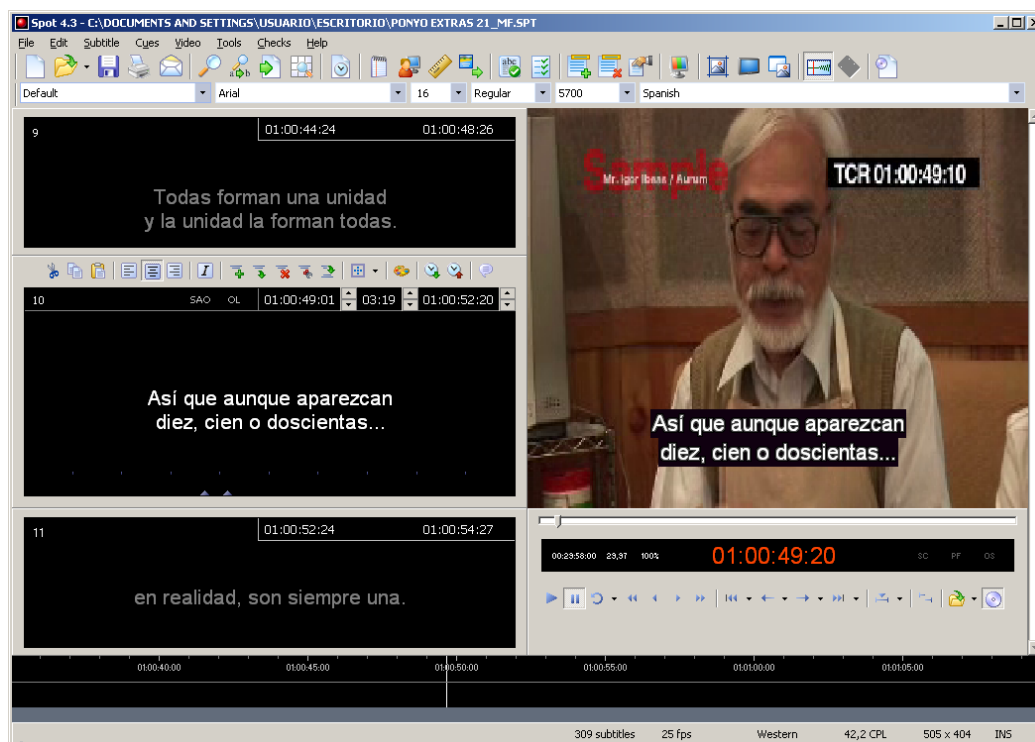 Spot 4.3 - C:\DOCUMENTS AND SETTINGS\USUARIO\ESCRITORIO\PONYO EXTRAS 21_MF.SPT
File Edit Subtitle Cues Video Tools Checks Help
Default Arial 16 Regular 5700 Spanish
9 01:00:44:24 01:00:48:26
Todas forman una unidad
y la unidad la forman todas.
10 SAO OL 01:00:49:01 03:19 01:00:52:20
Así que aunque aparezcan
diez, cien o doscientas...
11 01:00:52:24 01:00:54:27
en realidad, son siempre una.
Sample
Mr. Igor Ibeas / Aurum
TCR 01:00:49:10
Así que aunque aparezcan
diez, cien o doscientas...
00:29:58:00 29,97 100% 01:00:49:20 SC PF OS
01:00:40:00 01:00:45:00 01:00:50:00 01:00:55:00 01:01:00:00 01:01:05:00
309 subtitles 25 fps Western 42,2 CPL 505 x 404 INS